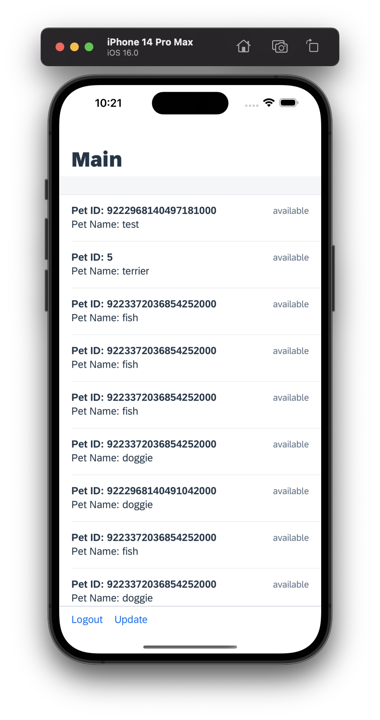 iPhone 14 Pro Max
iOS 16.0
10:21
Main
Pet ID: 9222968140497181000 available
Pet Name: test
Pet ID: 5 available
Pet Name: terrier
Pet ID: 9223372036854252000 available
Pet Name: fish
Pet ID: 9223372036854252000 available
Pet Name: fish
Pet ID: 9223372036854252000 available
Pet Name: fish
Pet ID: 9223372036854252000 available
Pet Name: doggie
Pet ID: 9222968140491042000 available
Pet Name: doggie
Pet ID: 9223372036854252000 available
Pet Name: fish
Pet ID: 9223372036854252000 available
Pet Name: doggie
Logout Update